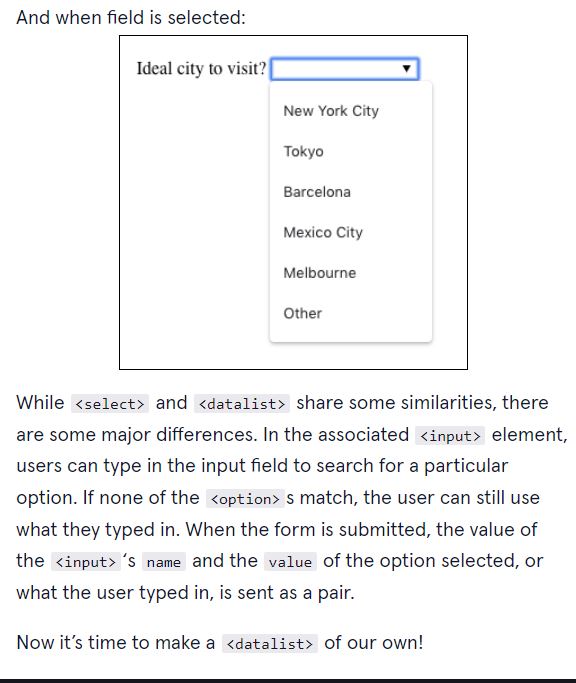 And when field is selected:
Ideal city to visit?
New York City
Tokyo
Barcelona
Mexico City
Melbourne
Other
While <select> and <datalist> share some similarities, there
are some major differences. In the associated <input> element,
users can type in the input field to search for a particular
option. If none of the <option> s match, the user can still use
what they typed in. When the form is submitted, the value of
the <input> ‘s name and the value of the option selected, or
what the user typed in, is sent as a pair.
Now it’s time to make a <datalist> of our own!